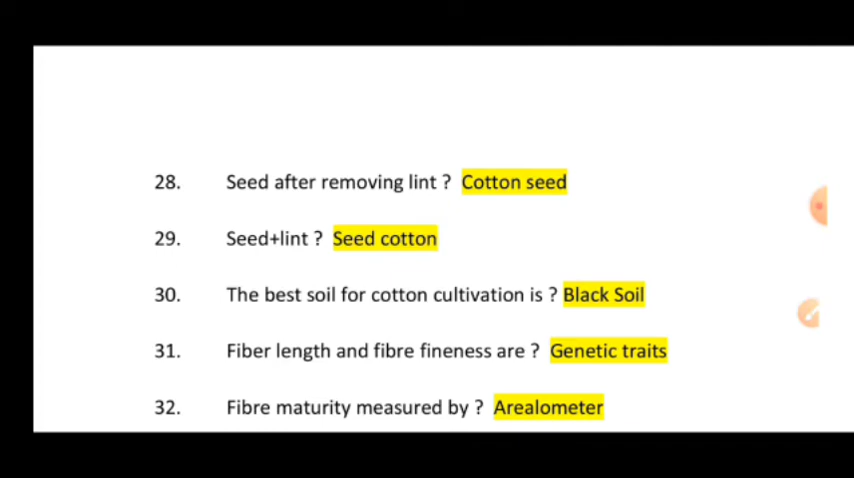 28. Seed after removing lint ? Cotton seed
29. Seed+lint ? Seed cotton
30. The best soil for cotton cultivation is ? Black Soil
31. Fiber length and fibre fineness are ? Genetic traits
32. Fibre maturity measured by ? Arealometer